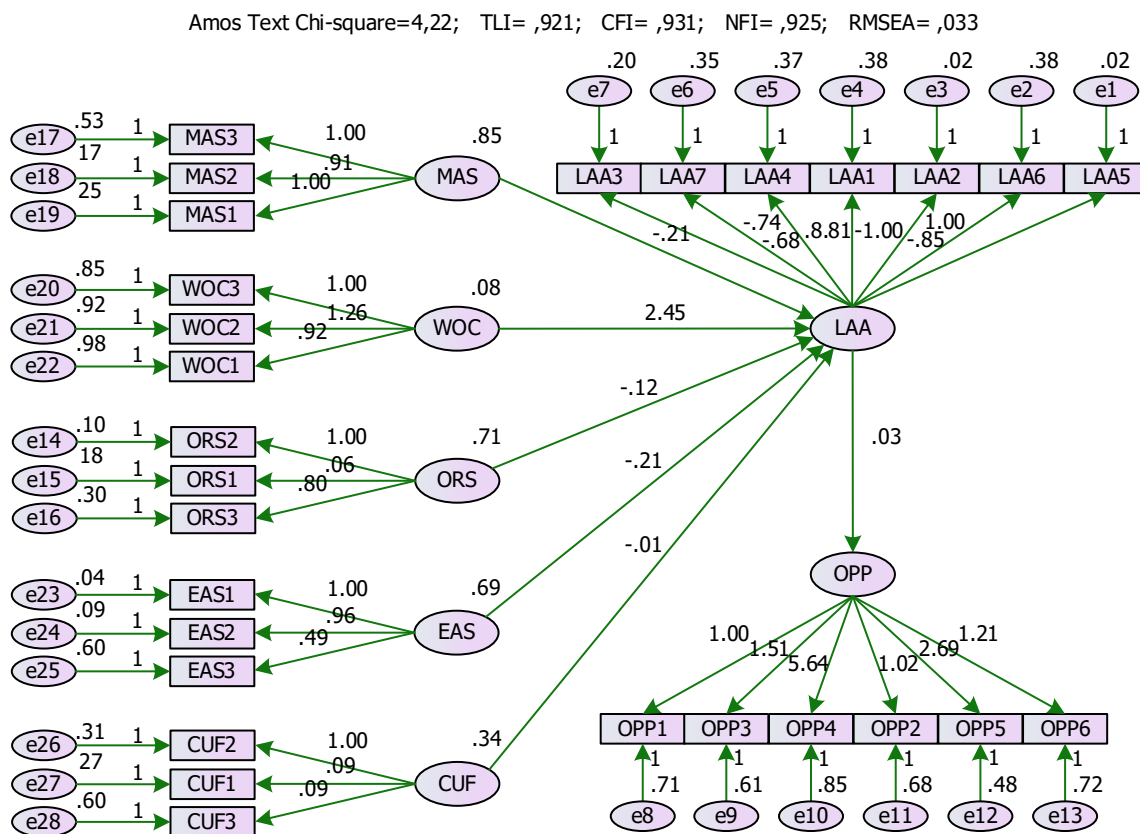 Amos Text Chi-square=4,22; TLI= ,921; CFI= ,931; NFI= ,925; RMSEA= ,033
.20 .35 .37 .38 .02 .38 .02
e7 e6 e5 e4 e3 e2 e1
1 1 1 1 1 1 1
LAA3 LAA7 LAA4 LAA1 LAA2 LAA6 LAA5
-.74 -.68 .8 .81 -1.00 1.00 -.85
e17 .53 1 MAS3 1.00
e18 17 1 MAS2 .91
e19 25 1 MAS1 1.00
.85
MAS
-.21
e20 .85 1 WOC3 1.00
e21 .92 1 WOC2 1.26
e22 .98 1 WOC1 .92
.08
WOC
2.45
LAA
e14 .10 1 ORS2 1.00
e15 18 1 ORS1 .06
e16 .30 1 ORS3 .80
.71
ORS
-.12
.03
e23 .04 1 EAS1 1.00
e24 .09 1 EAS2 .96
e25 .60 1 EAS3 .49
.69
EAS
-.21
OPP
e26 .31 1 CUF2 1.00
e27 27 1 CUF1 .09
e28 .60 1 CUF3 .09
.34
CUF
-.01
1.00 1.51 5.64 1.02 2.69 1.21
OPP1 OPP3 OPP4 OPP2 OPP5 OPP6
1 1 1 1 1 1
.71 .61 .85 .68 .48 .72
e8 e9 e10 e11 e12 e13